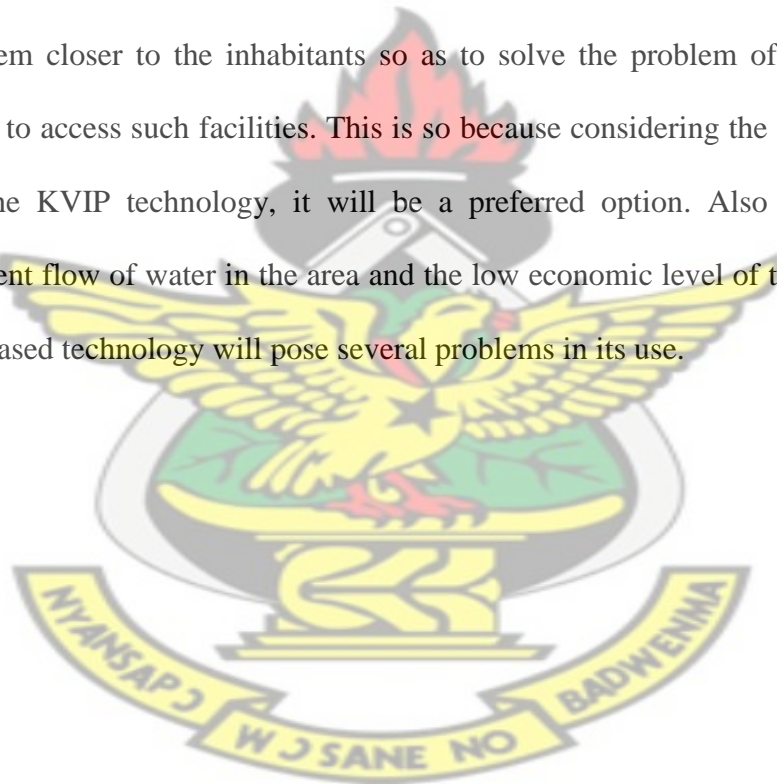 em closer to the inhabitants so as to solve the problem of
to access such facilities. This is so because considering the
ne KVIP technology, it will be a preferred option. Also
ent flow of water in the area and the low economic level of t
ased technology will pose several problems in its use.
NYANSAPƆ
WƆSANE NO
BADWENMA